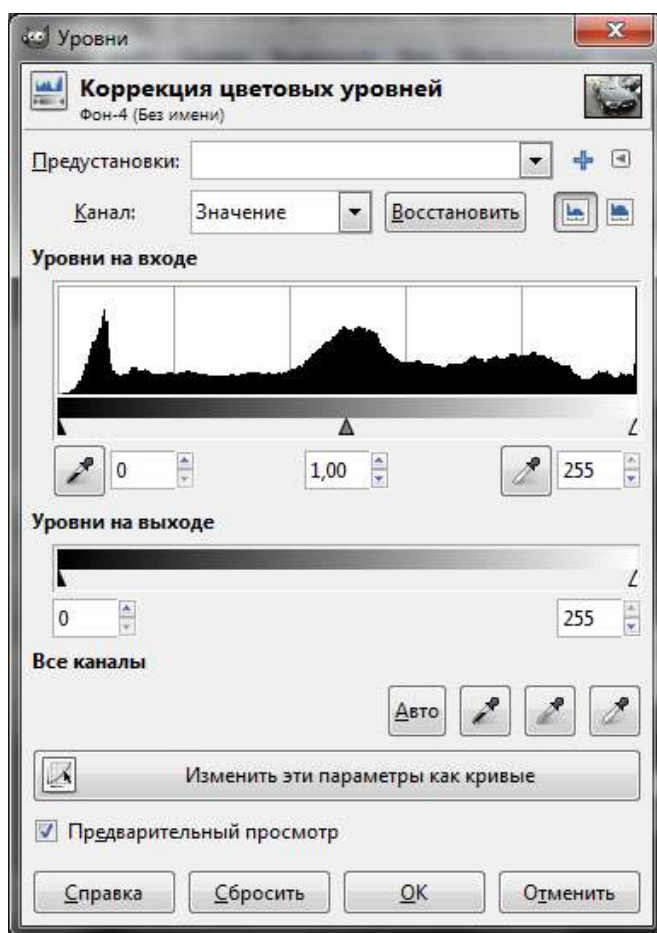 Уровни
Коррекция цветовых уровней
Фон-4 (Без имени)
Предустановки:
Канал: Значение Восстановить
Уровни на входе
0 1,00 255
Уровни на выходе
0 255
Все каналы
Авто
Изменить эти параметры как кривые
Предварительный просмотр
Справка Сбросить ОК Отменить